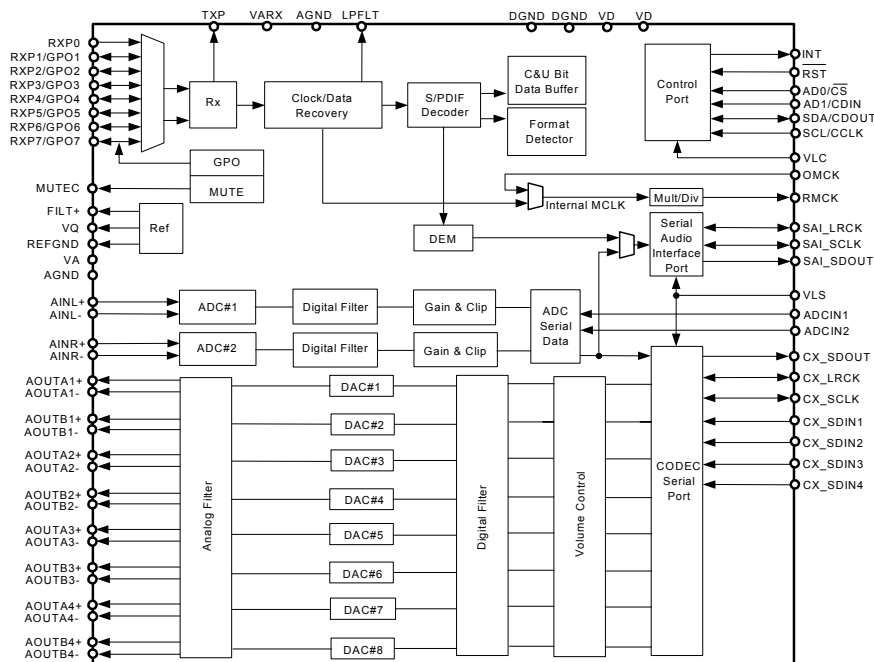 TXP VARX AGND LPFLT DGND DGND VD VD
RXP0
RXP1/GPO1
RXP2/GPO2
RXP3/GPO3
RXP4/GPO4
RXP5/GPO5
RXP6/GPO6
RXP7/GPO7
Rx
Clock/Data
Recovery
S/PDIF
Decoder
C&U Bit
Data Buffer
Format
Detector
Control
Port
INT
RST
AD0/CS
AD1/CDIN
SDA/CDOUT
SCL/CCLK
VLC
OMCK
GPO
MUTE
MUTEC
Internal MCLK
Mult/Div
RMCK
FILT+
VQ
REFGND
VA
AGND
Ref
DEM
Serial
Audio
Interface
Port
SAI_LRCK
SAI_SCLK
SAI_SDOUT
VLS
AINL+
AINL-
ADC#1
Digital Filter
Gain & Clip
AINR+
AINR-
ADC#2
Digital Filter
Gain & Clip
ADC
Serial
Data
ADCIN1
ADCIN2
CX_SDOUT
CX_LRCK
CX_SCLK
CX_SDIN1
CX_SDIN2
CX_SDIN3
CX_SDIN4
AOUTA1+
AOUTA1-
AOUTB1+
AOUTB1-
AOUTA2+
AOUTA2-
AOUTB2+
AOUTB2-
AOUTA3+
AOUTA3-
AOUTB3+
AOUTB3-
AOUTA4+
AOUTA4-
AOUTB4+
AOUTB4-
Analog Filter
DAC#1
DAC#2
DAC#3
DAC#4
DAC#5
DAC#6
DAC#7
DAC#8
Digital Filter
Volume Control
CODEC
Serial
Port